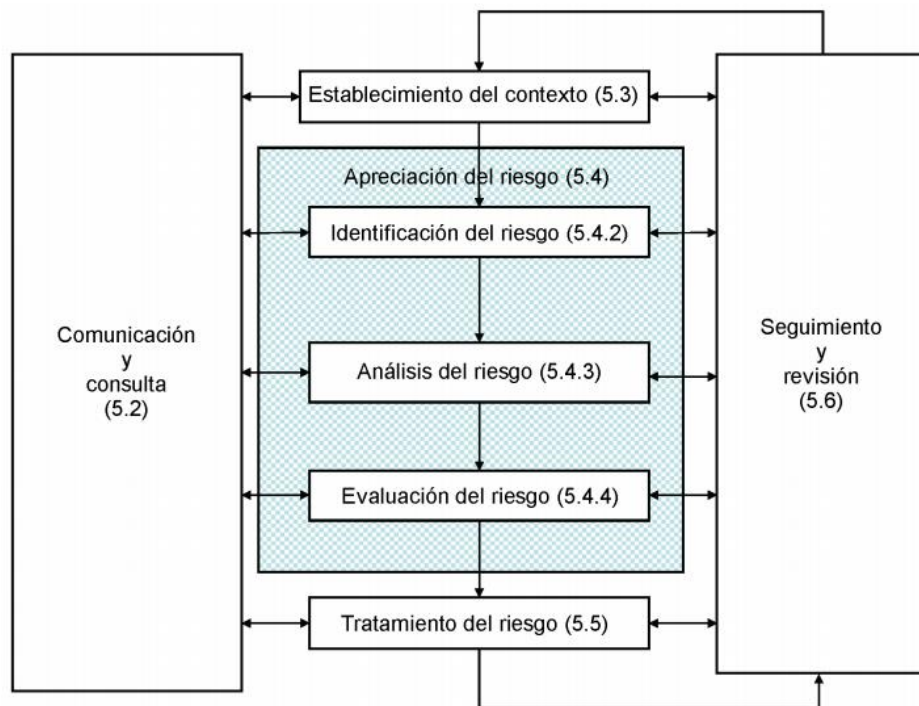 Establecimiento del contexto (5.3)
Apreciación del riesgo (5.4)
Identificación del riesgo (5.4.2)
Análisis del riesgo (5.4.3)
Evaluación del riesgo (5.4.4)
Tratamiento del riesgo (5.5)
Comunicación
y
consulta
(5.2)
Seguimiento
y
revisión
(5.6)